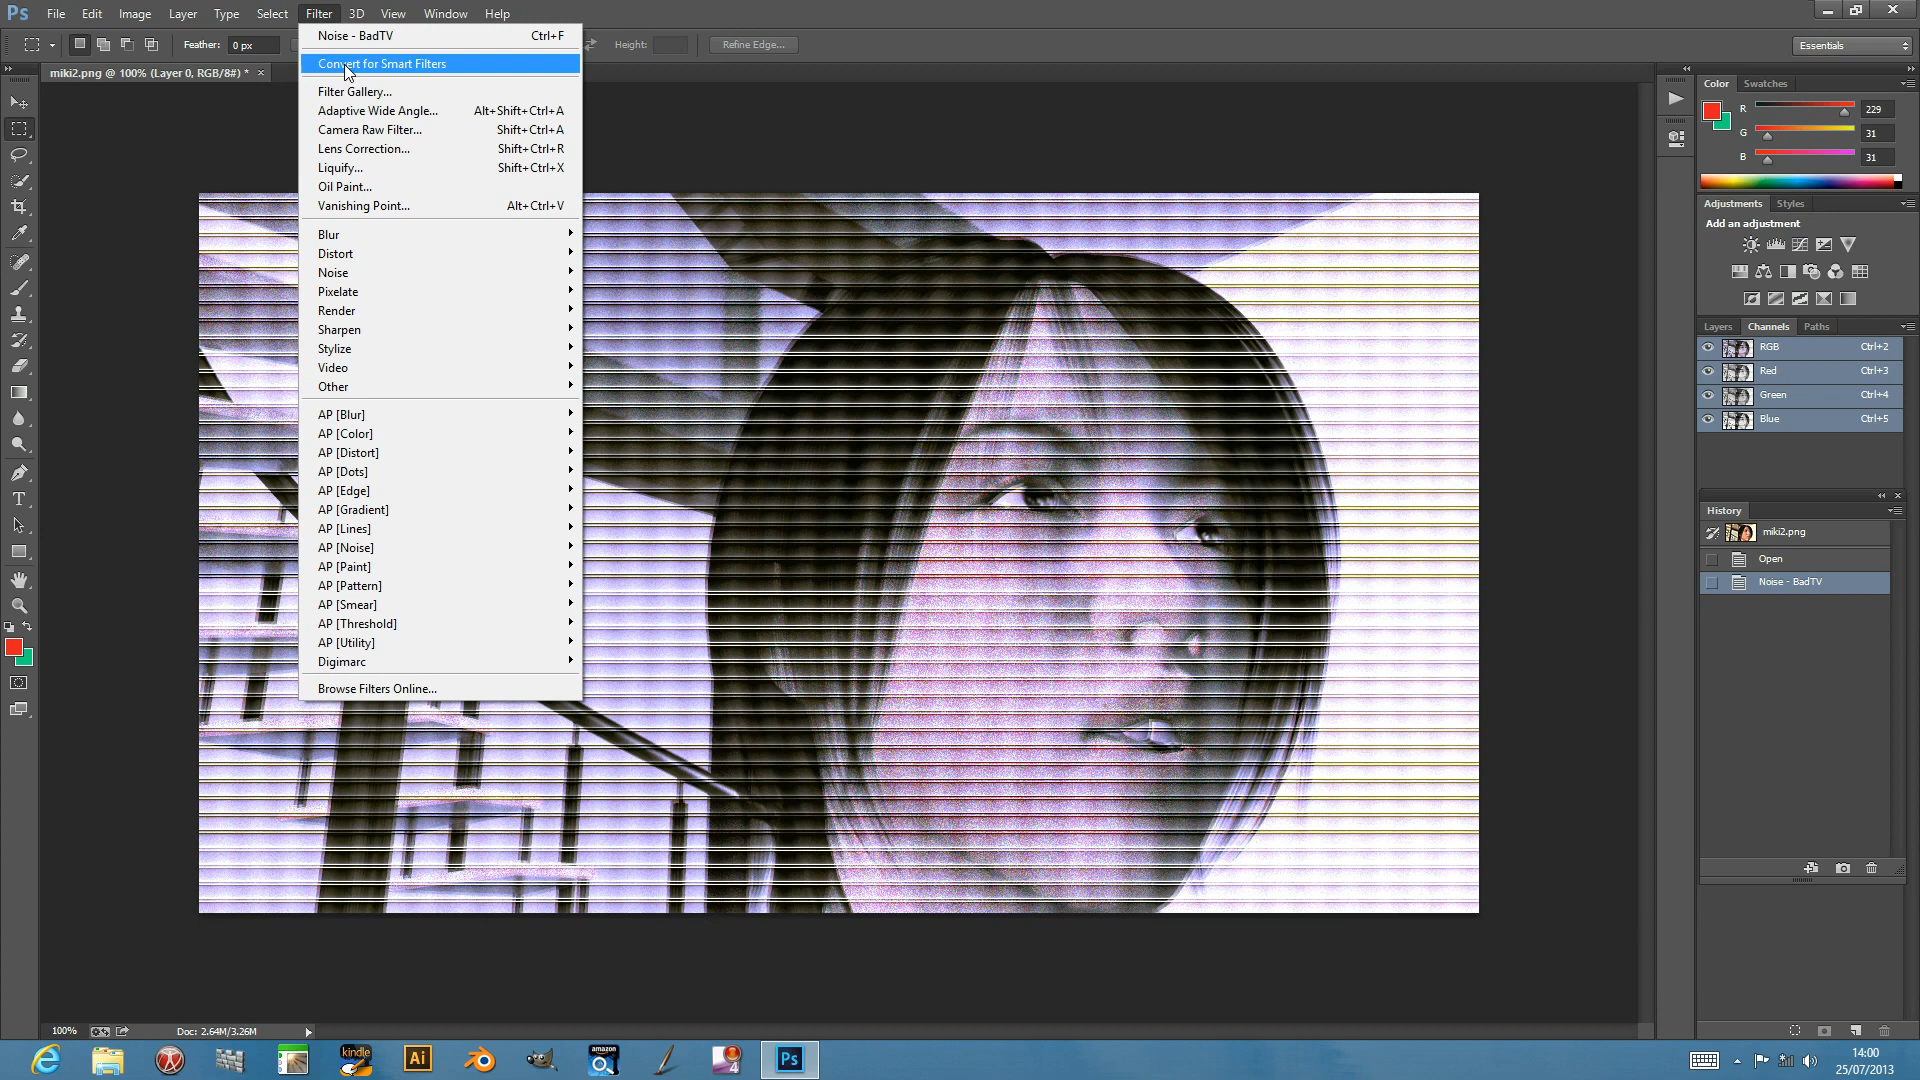 Ps File Edit Image Layer Type Select Filter 3D View Window Help
Feather: 0 px Height: Refine Edge... Essentials
miki2.png @ 100% (Layer 0, RGB/8#) * ×
Noise - BadTV Ctrl+F
Convert for Smart Filters
Filter Gallery...
Adaptive Wide Angle... Alt+Shift+Ctrl+A
Camera Raw Filter... Shift+Ctrl+A
Lens Correction... Shift+Ctrl+R
Liquify... Shift+Ctrl+X
Oil Paint...
Vanishing Point... Alt+Ctrl+V
Blur
Distort
Noise
Pixelate
Render
Sharpen
Stylize
Video
Other
AP [Blur]
AP [Color]
AP [Distort]
AP [Dots]
AP [Edge]
AP [Gradient]
AP [Lines]
AP [Noise]
AP [Paint]
AP [Pattern]
AP [Smear]
AP [Threshold]
AP [Utility]
Digimarc
Browse Filters Online...
Color Swatches
R 229
G 31
B 31
Adjustments Styles
Add an adjustment
Layers Channels Paths
RGB Ctrl+2
Red Ctrl+3
Green Ctrl+4
Blue Ctrl+5
History
miki2.png
Open
Noise - BadTV
T
100% Doc: 2.64M/3.26M
kindle Ai amazon 4 Ps
14:00
25/07/2013